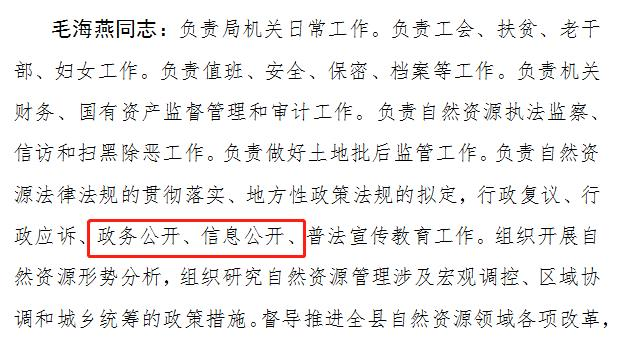 毛海燕同志：负责局机关日常工作。负责工会、扶贫、老干
部、妇女工作。负责值班、安全、保密、档案等工作。负责机关
财务、国有资产监督管理和审计工作。负责自然资源执法监察、
信访和扫黑除恶工作。负责做好土地批后监管工作。负责自然资
源法律法规的贯彻落实、地方性政策法规的拟定，行政复议、行
政应诉、政务公开、信息公开、普法宣传教育工作。组织开展自
然资源形势分析，组织研究自然资源管理涉及宏观调控、区域协
调和城乡统筹的政策措施。督导推进全县自然资源领域各项改革，